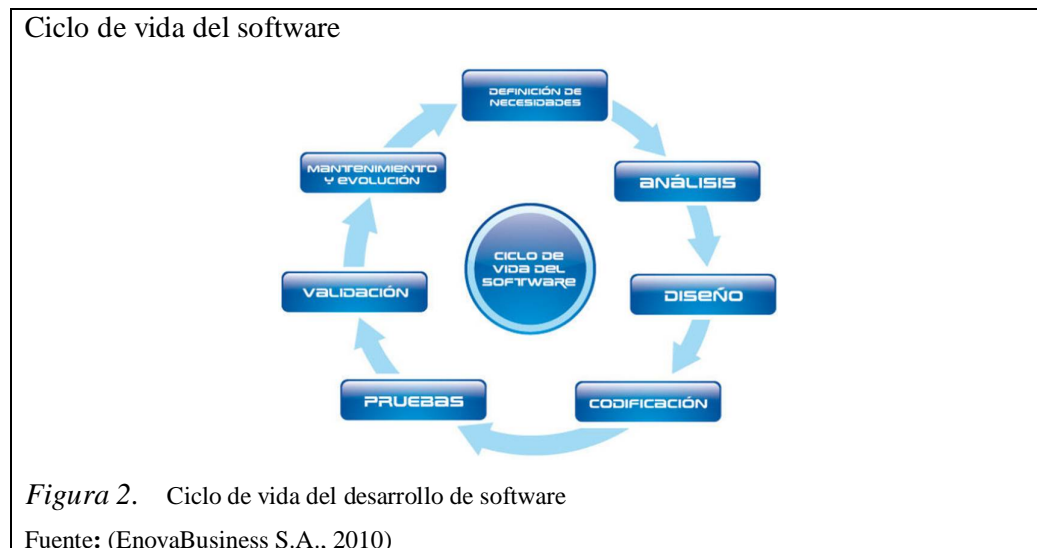 Ciclo de vida del software
DEFINICIÓN DE
NECESIDADES
ANÁLISIS
DISEÑO
CODIFICACIÓN
PRUEBAS
VALIDACIÓN
MANTENIMIENTO
Y EVOLUCIÓN
CICLO DE
VIDA DEL
SOFTWARE
Figura 2. Ciclo de vida del desarrollo de software
Fuente: (EnovaBusiness S.A., 2010)